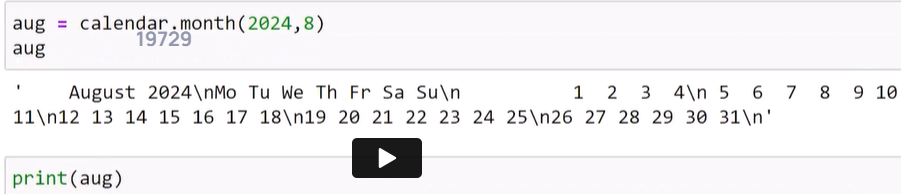 aug = calendar.month(2024,8)
19729
aug
'    August 2024\nMo Tu We Th Fr Sa Su\n          1  2  3  4\n 5  6  7  8  9 10
11\n12 13 14 15 16 17 18\n19 20 21 22 23 24 25\n26 27 28 29 30 31\n'
print(aug)